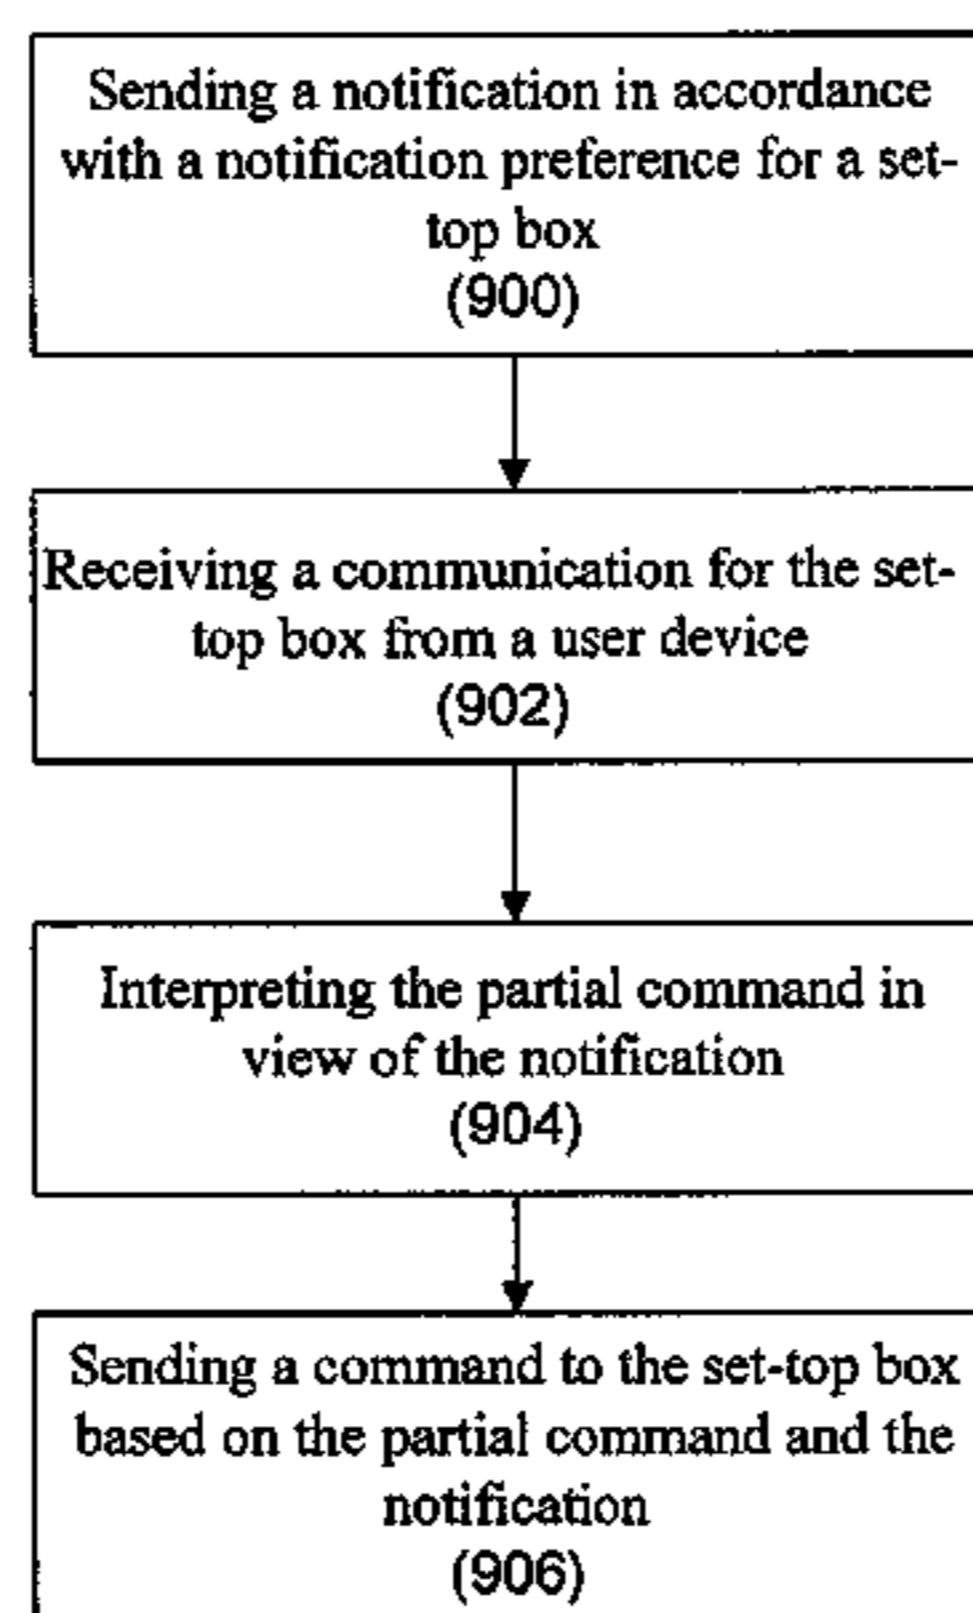 Sending a notification in accordance
with a notification preference for a set-
top box
(900)
Receiving a communication for the set-
top box from a user device
(902)
Interpreting the partial command in
view of the notification
(904)
Sending a command to the set-top box
based on the partial command and the
notification
(906)